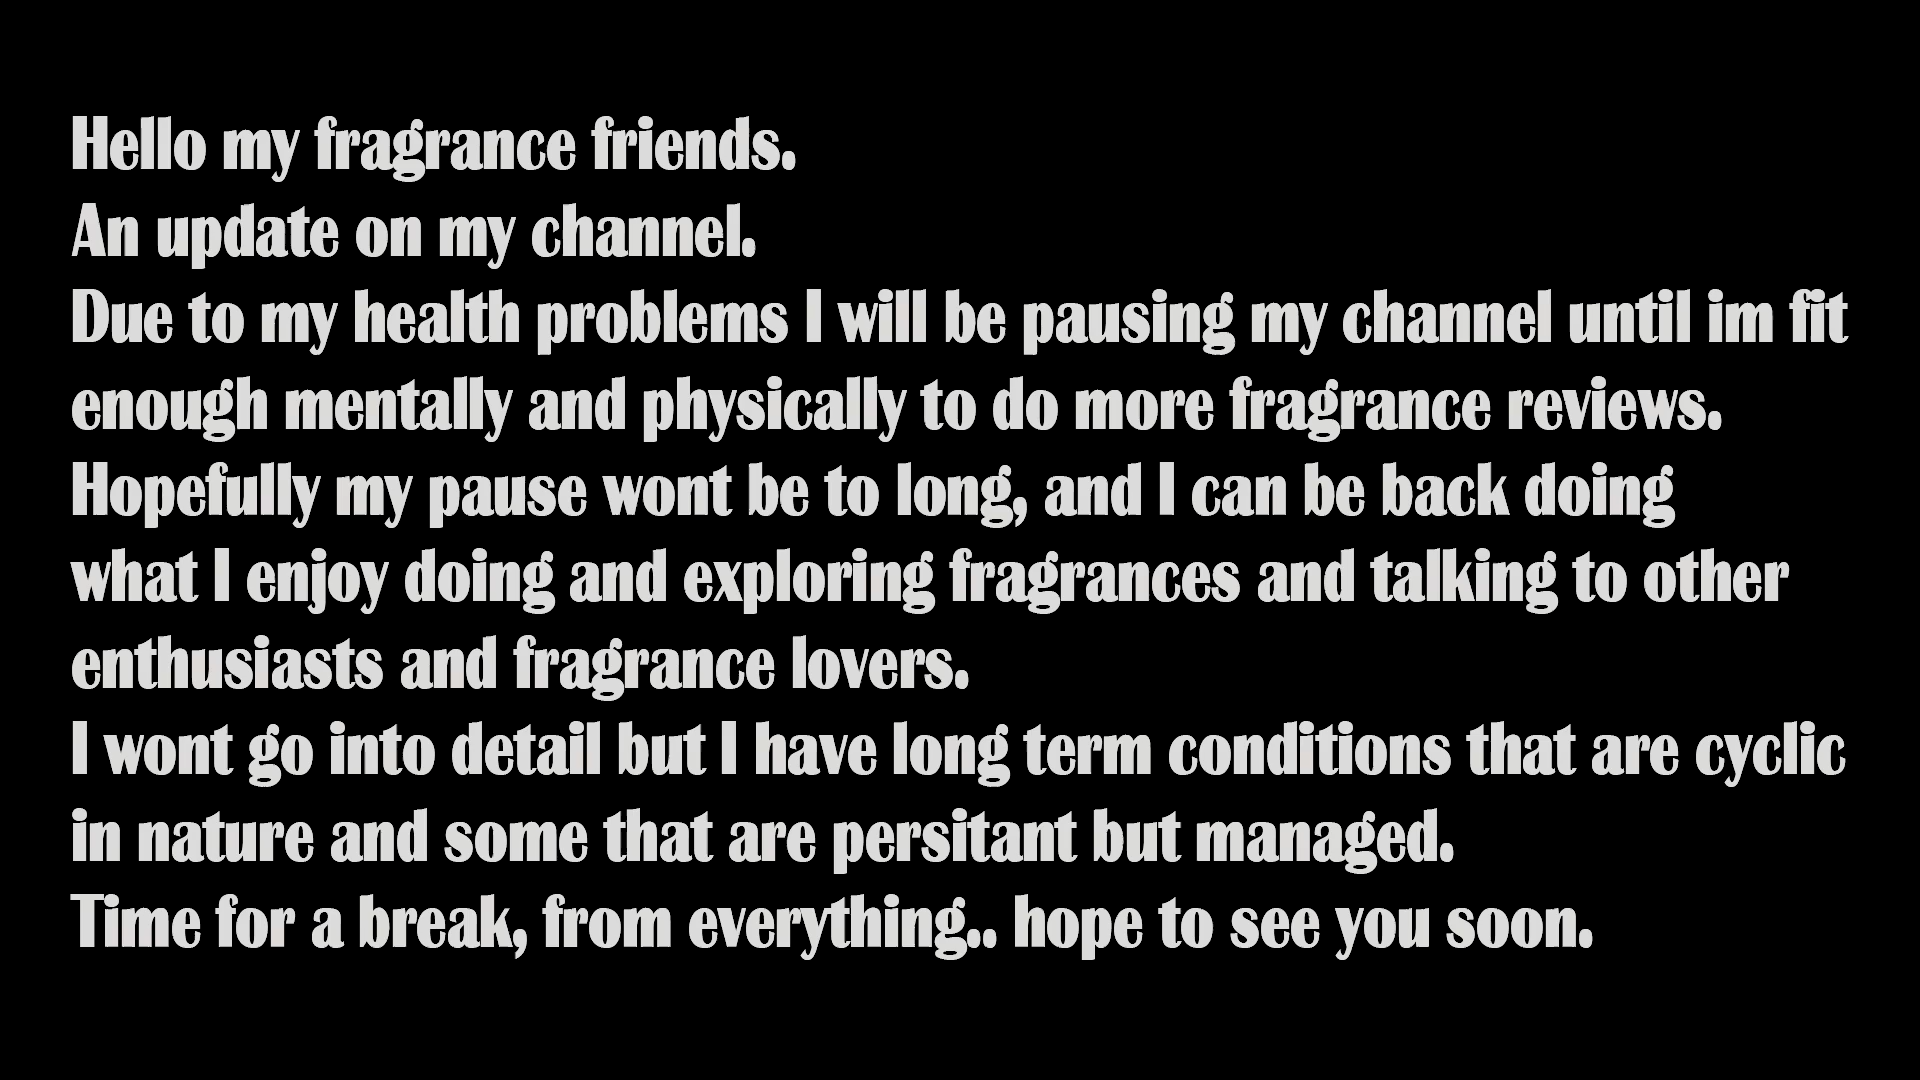 Hello my fragrance friends.
An update on my channel.
Due to my health problems I will be pausing my channel until im fit
enough mentally and physically to do more fragrance reviews.
Hopefully my pause wont be to long, and I can be back doing
what I enjoy doing and exploring fragrances and talking to other
enthusiasts and fragrance lovers.
I wont go into detail but I have long term conditions that are cyclic
in nature and some that are persitant but managed.
Time for a break, from everything.. hope to see you soon.